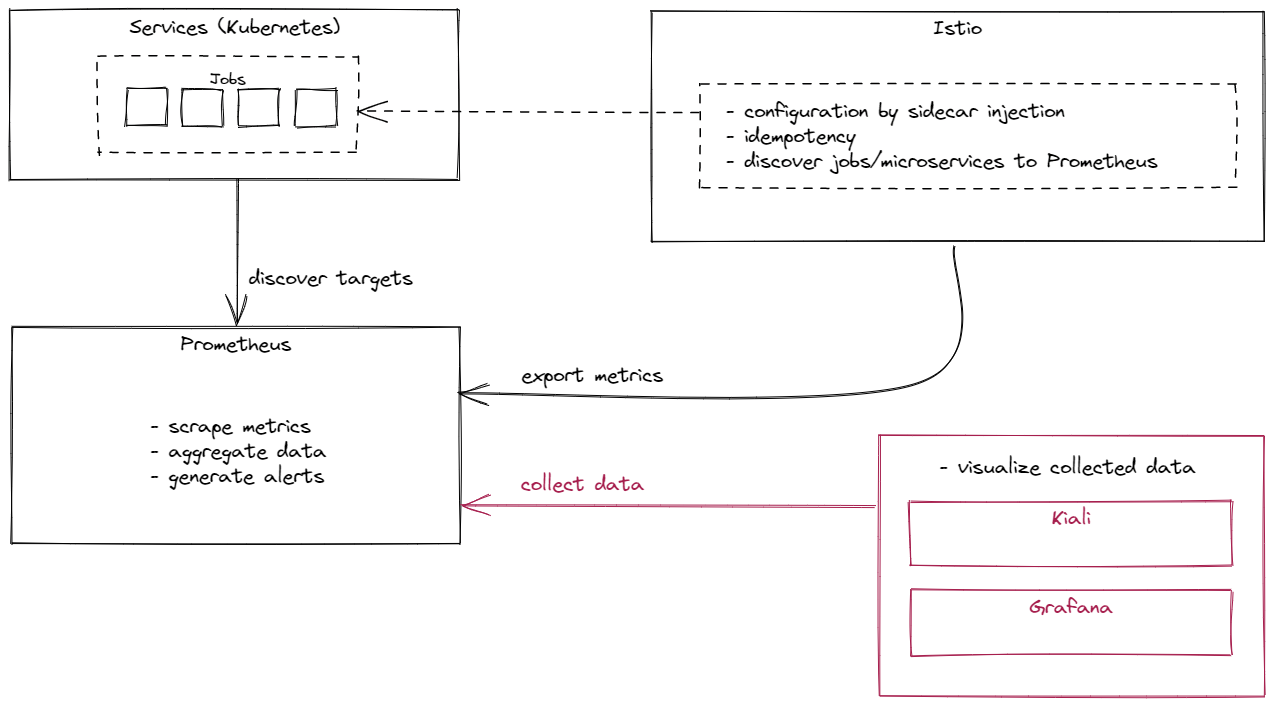 Services (Kubernetes)
Jobs
Istio
- configuration by sidecar injection
- idempotency
- discover jobs/microservices to Prometheus
discover targets
Prometheus
- scrape metrics
- aggregate data
- generate alerts
export metrics
collect data
- visualize collected data
Kiali
Grafana